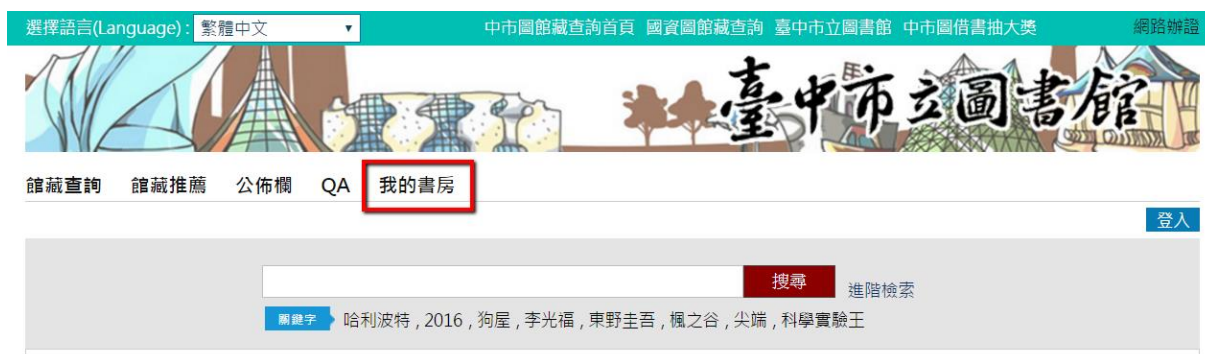 選擇語言(Language) : 繁體中文 中市圖館藏查詢首頁 國資圖館藏查詢 臺中市立圖書館 中市圖借書抽大獎 網路辦證
臺中市立圖書館
館藏查詢 館藏推薦 公佈欄 QA 我的書房
登入
搜尋 進階檢索
關鍵字 哈利波特 , 2016 , 狗屋 , 李光福 , 東野圭吾 , 楓之谷 , 尖端 , 科學實驗王